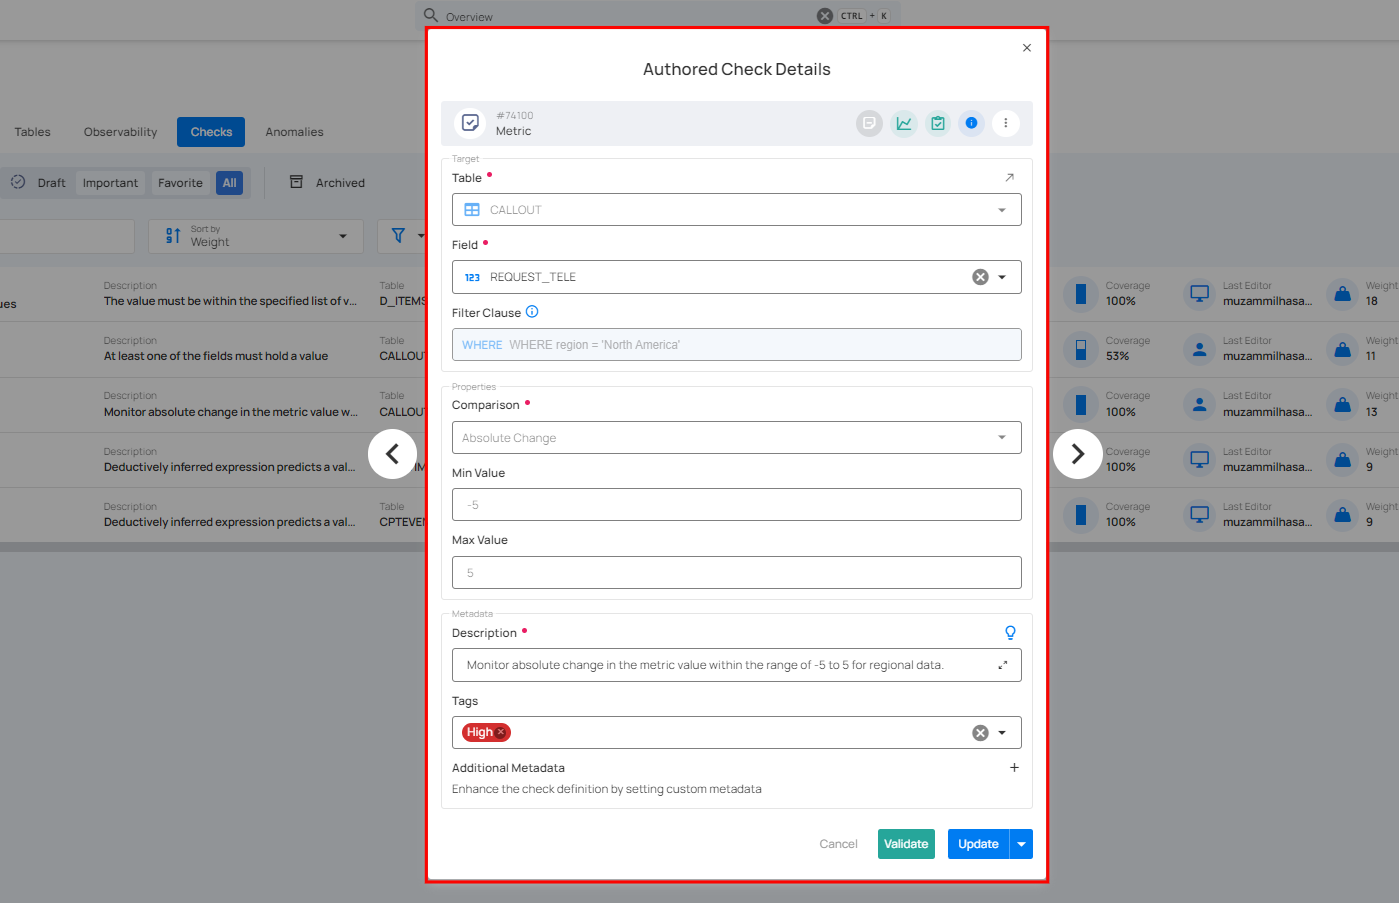 Overview
CTRL + K
Authored Check Details
Tables
Observability
Checks
Anomalies
#74100
Metric
Draft
Important
Favorite
All
Archived
Sort by
Weight
Target
Table
CALLOUT
Field
123 REQUEST_TELE
Filter Clause
WHERE WHERE region = 'North America'
Properties
Comparison
Absolute Change
Min Value
-5
Max Value
5
Metadata
Description
Monitor absolute change in the metric value within the range of -5 to 5 for regional data.
Tags
High
Additional Metadata
Enhance the check definition by setting custom metadata
Cancel
Validate
Update
Description
The value must be within the specified list of v...
Table
D_ITEMS
Coverage
100%
Last Editor
muzammilhasa...
Weight
18
Description
At least one of the fields must hold a value
Table
Coverage
53%
Last Editor
muzammilhasa...
Weight
11
Description
Monitor absolute change in the metric value w...
Table
Coverage
100%
Last Editor
muzammilhasa...
Weight
13
Description
Deductively inferred expression predicts a val...
Table
Coverage
100%
Last Editor
muzammilhasa...
Weight
9
Description
Deductively inferred expression predicts a val...
Table
Coverage
100%
Last Editor
muzammilhasa...
Weight
9